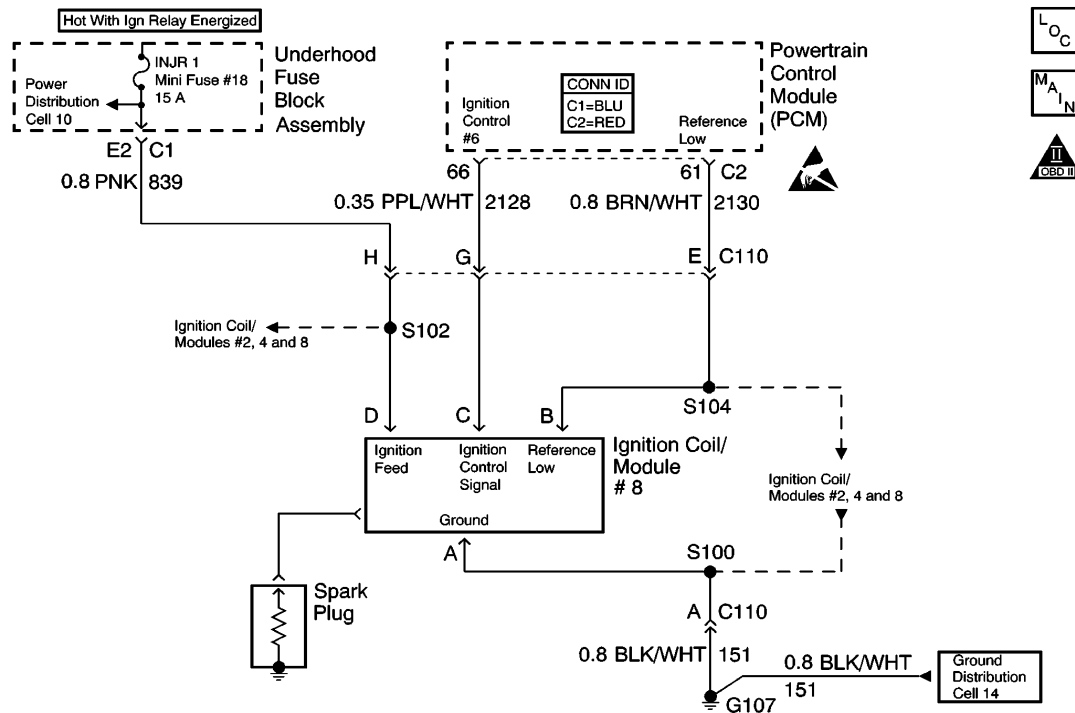 Hot With Ign Relay Energized
INJR 1
Mini Fuse #18
15 A
Power
Distribution
Cell 10
Underhood
Fuse
Block
Assembly
E2
C1
0.8 PNK
839
CONN ID
C1=BLU
C2=RED
Ignition
Control
#6
Reference
Low
Powertrain
Control
Module
(PCM)
LOC
MAIN
II
OBD II
66
61
C2
0.35 PPL/WHT
2128
0.8 BRN/WHT
2130
H
G
E
C110
Ignition Coil/
Modules #2, 4 and 8
S102
S104
D
C
B
Ignition
Feed
Ignition
Control
Signal
Reference
Low
Ground
Ignition Coil/
Module
# 8
Ignition Coil/
Modules #2, 4 and 8
A
S100
Spark
Plug
A
C110
0.8 BLK/WHT
151
0.8 BLK/WHT
151
G107
Ground
Distribution
Cell 14